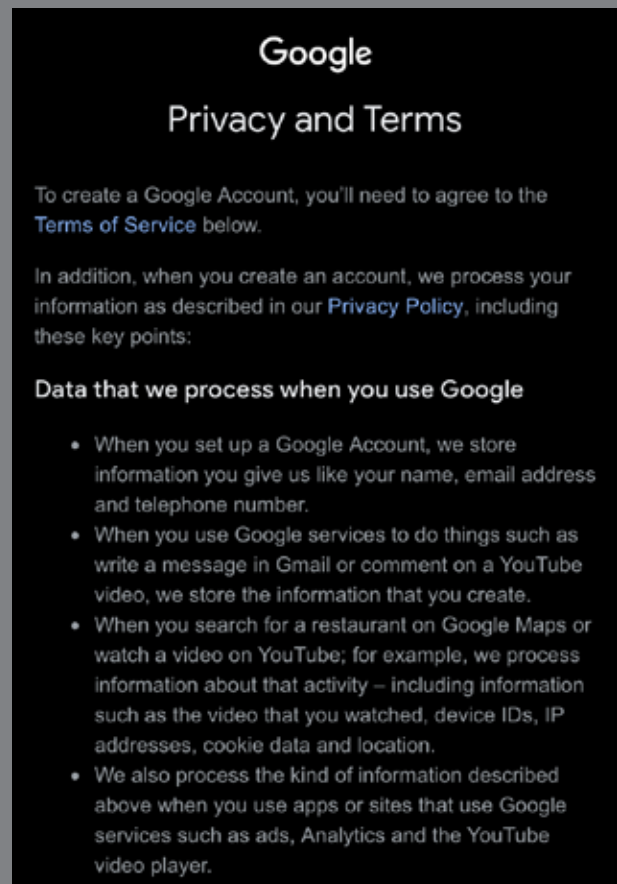 Google
Privacy and Terms
To create a Google Account, you'll need to agree to the
Terms of Service below.
In addition, when you create an account, we process your
information as described in our Privacy Policy, including
these key points:
Data that we process when you use Google
• When you set up a Google Account, we store
information you give us like your name, email address
and telephone number.
• When you use Google services to do things such as
write a message in Gmail or comment on a YouTube
video, we store the information that you create.
• When you search for a restaurant on Google Maps or
watch a video on YouTube; for example, we process
information about that activity – including information
such as the video that you watched, device IDs, IP
addresses, cookie data and location.
• We also process the kind of information described
above when you use apps or sites that use Google
services such as ads, Analytics and the YouTube
video player.